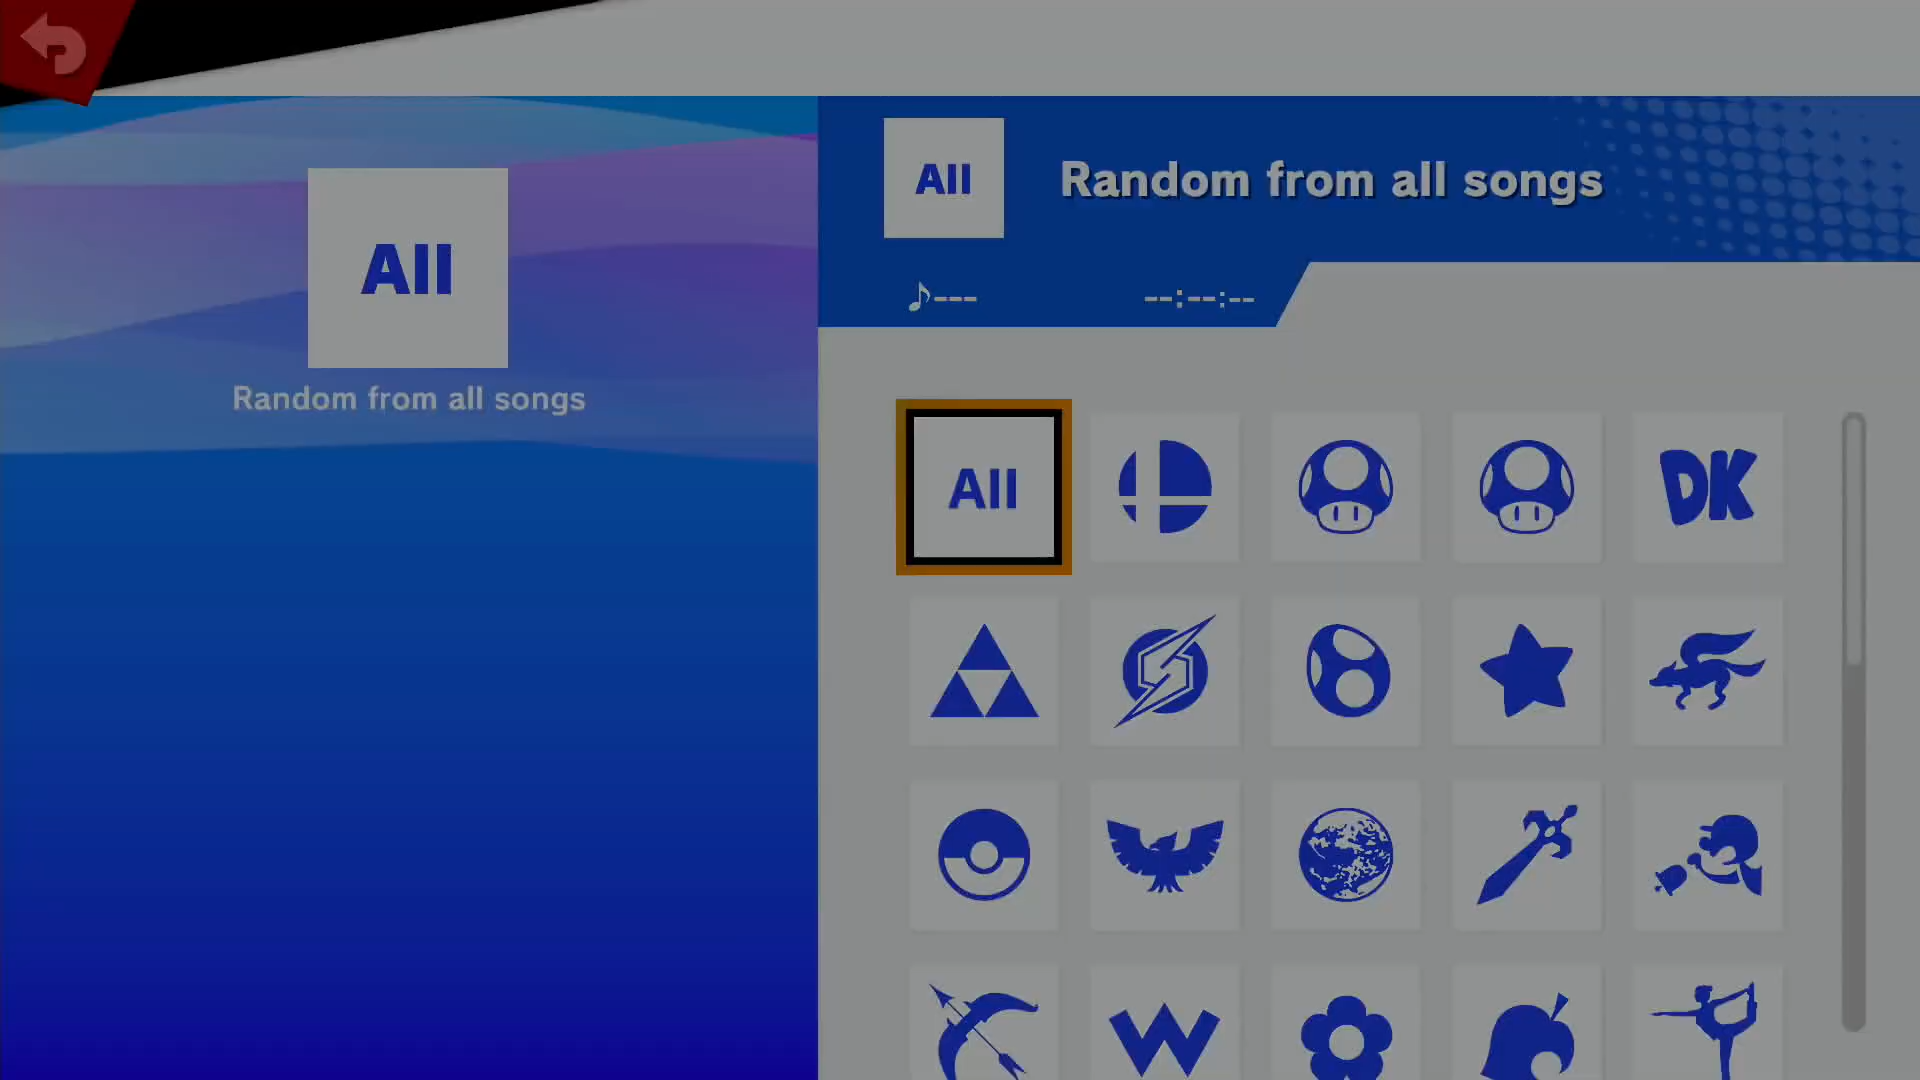 All
Random from all songs
All
Random from all songs
♪---
--:--:--
All
DK